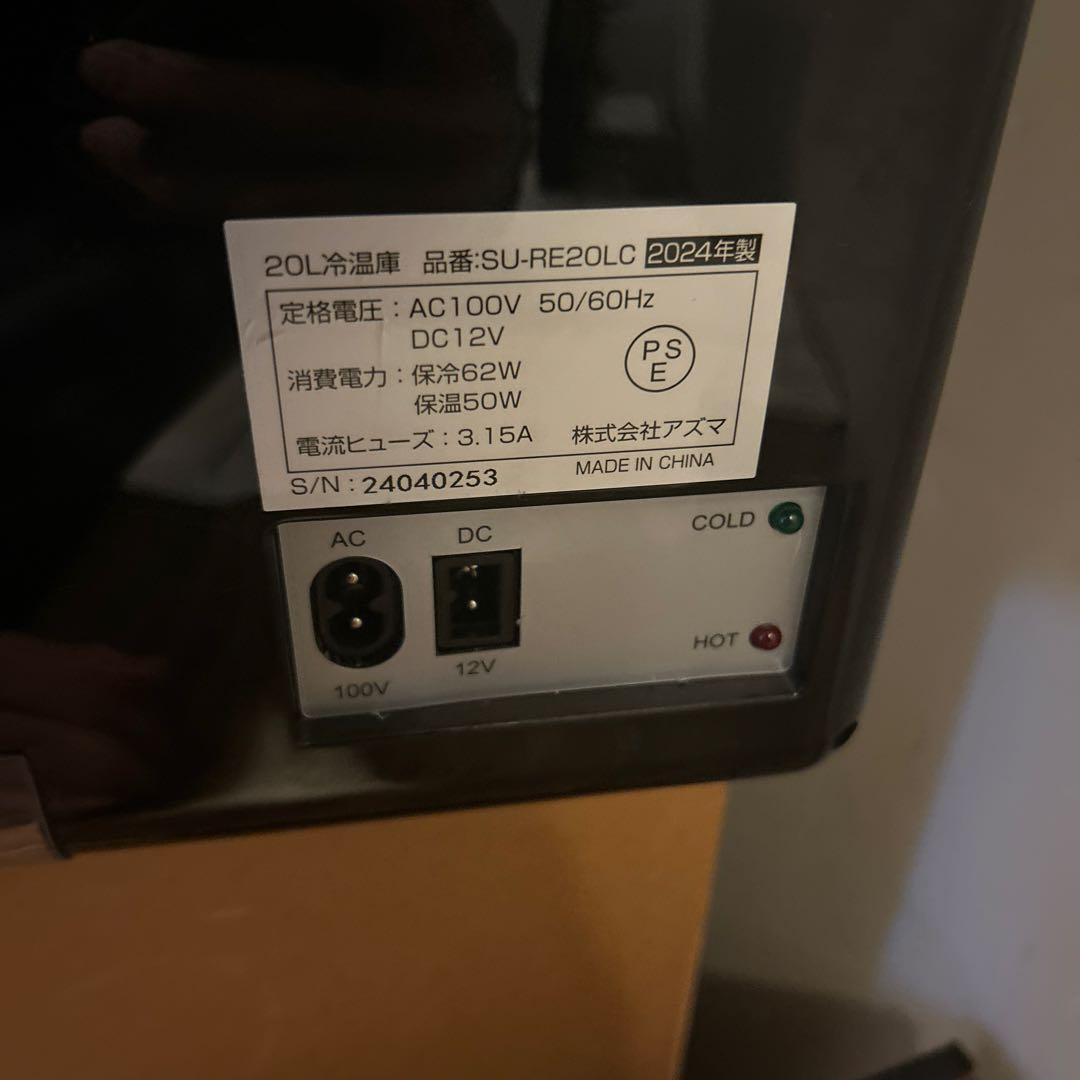 20L冷温庫 品番:SU-RE20LC 2024年製
定格電圧：AC100V 50/60Hz
DC12V
消費電力：保冷62W
保温50W
PSE
電流ヒューズ：3.15A 株式会社アズマ
S/N：24040253 MADE IN CHINA
AC DC COLD
HOT
100V 12V